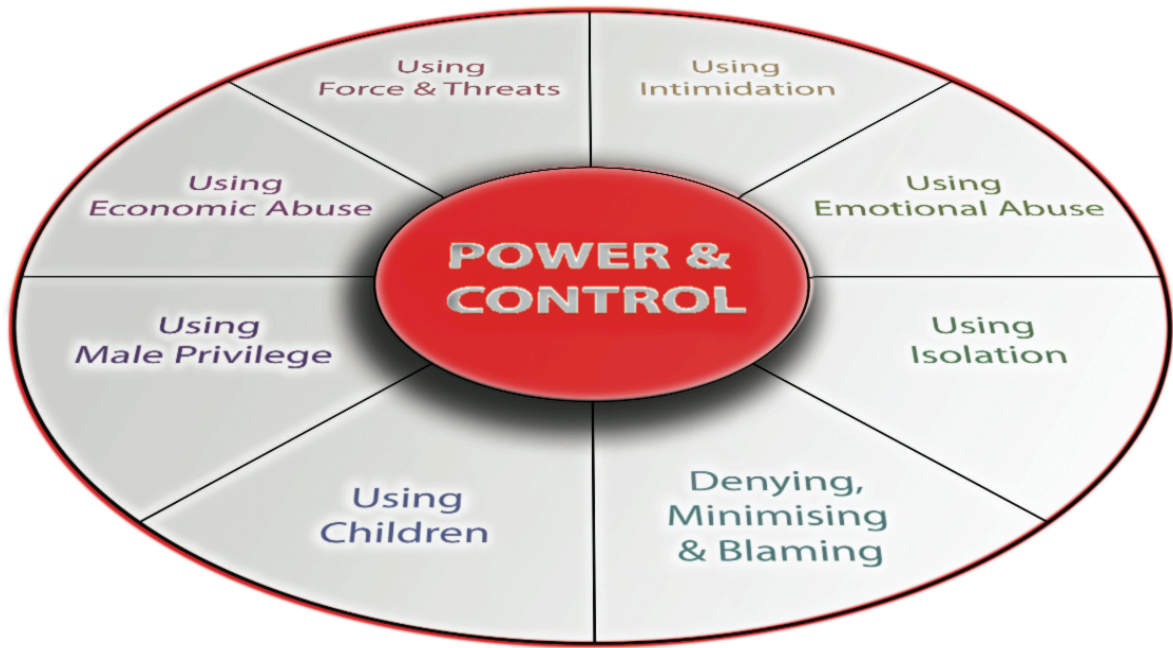 Using
Force & Threats
Using
Intimidation
Using
Emotional Abuse
Using
Isolation
Denying,
Minimising
& Blaming
Using
Children
Using
Male Privilege
Using
Economic Abuse
POWER &
CONTROL